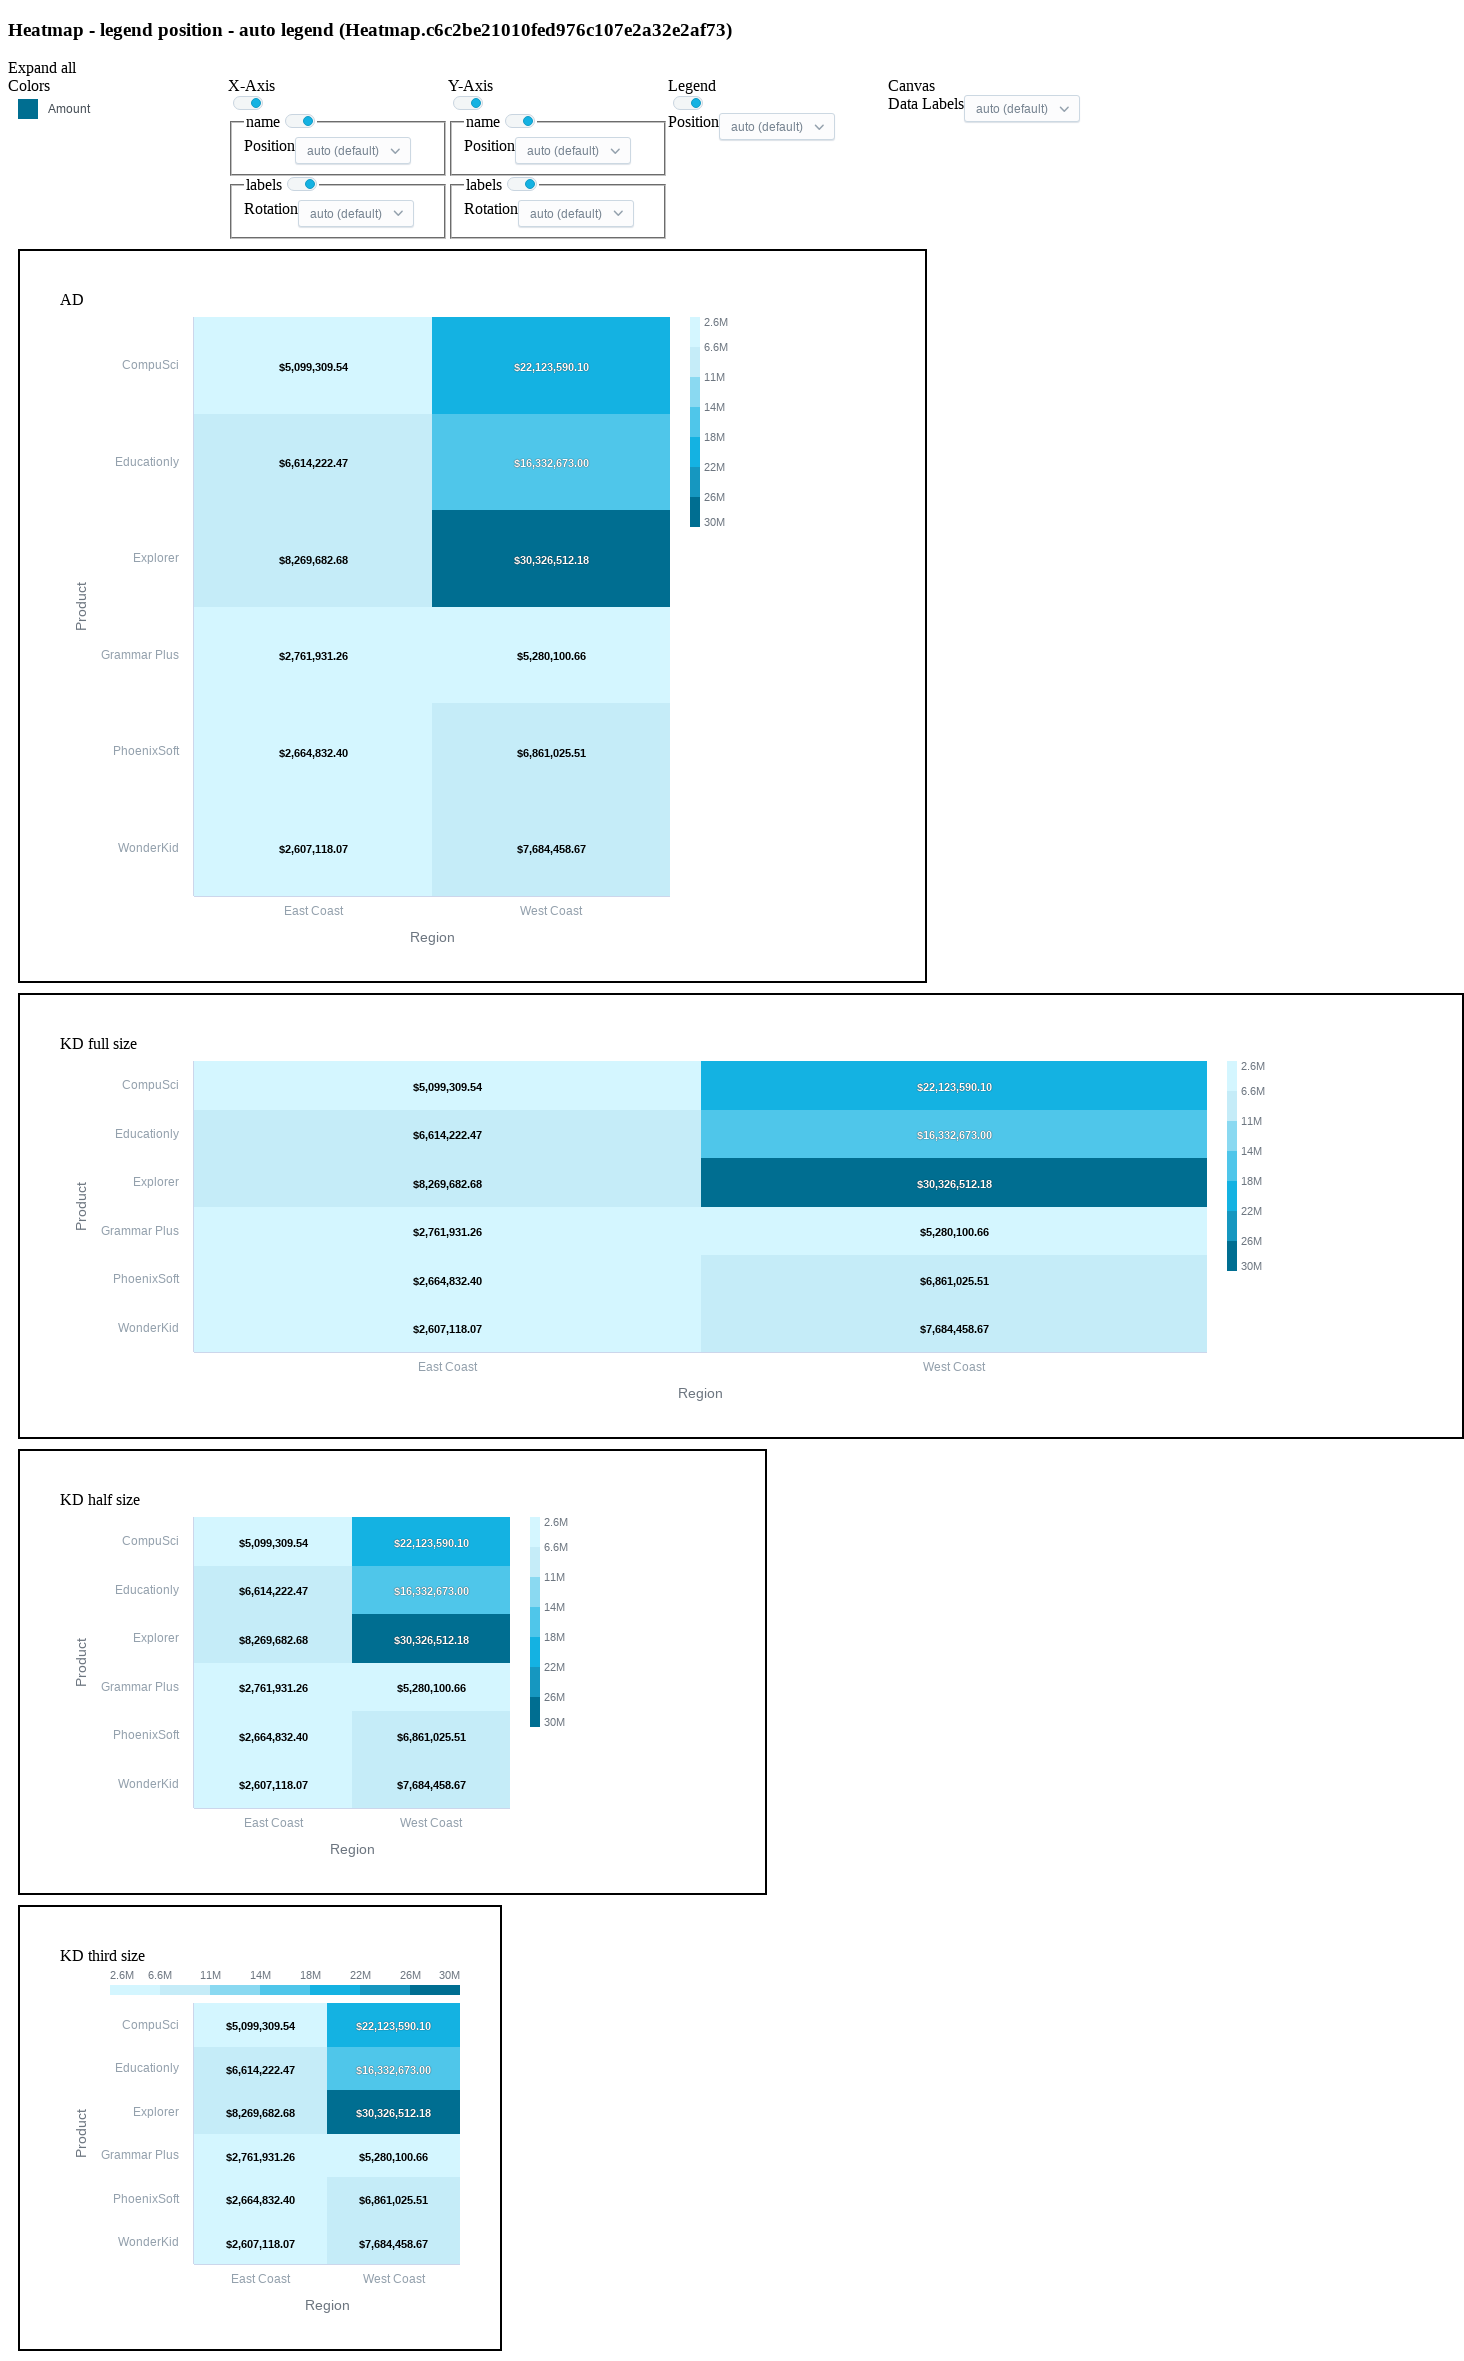 Heatmap - legend position - auto legend (Heatmap.c6c2be21010fed976c107e2a32e2af73)
Expand all
Colors
Amount
X-Axis
name
Position auto (default)
labels
Rotation auto (default)
Y-Axis
name
Position auto (default)
labels
Rotation auto (default)
Legend
Position auto (default)
Canvas
Data Labels auto (default)
AD
Product
CompuSci $5,099,309.54 $22,123,590.10
Educationly $6,614,222.47 $16,332,673.00
Explorer $8,269,682.68 $30,326,512.18
Grammar Plus $2,761,931.26 $5,280,100.66
PhoenixSoft $2,664,832.40 $6,861,025.51
WonderKid $2,607,118.07 $7,684,458.67
East Coast West Coast
Region
2.6M
6.6M
11M
14M
18M
22M
26M
30M
KD full size
Product
CompuSci $5,099,309.54 $22,123,590.10
Educationly $6,614,222.47 $16,332,673.00
Explorer $8,269,682.68 $30,326,512.18
Grammar Plus $2,761,931.26 $5,280,100.66
PhoenixSoft $2,664,832.40 $6,861,025.51
WonderKid $2,607,118.07 $7,684,458.67
East Coast West Coast
Region
2.6M
6.6M
11M
14M
18M
22M
26M
30M
KD half size
Product
CompuSci $5,099,309.54 $22,123,590.10
Educationly $6,614,222.47 $16,332,673.00
Explorer $8,269,682.68 $30,326,512.18
Grammar Plus $2,761,931.26 $5,280,100.66
PhoenixSoft $2,664,832.40 $6,861,025.51
WonderKid $2,607,118.07 $7,684,458.67
East Coast West Coast
Region
2.6M
6.6M
11M
14M
18M
22M
26M
30M
KD third size
2.6M 6.6M 11M 14M 18M 22M 26M 30M
Product
CompuSci $5,099,309.54 $22,123,590.10
Educationly $6,614,222.47 $16,332,673.00
Explorer $8,269,682.68 $30,326,512.18
Grammar Plus $2,761,931.26 $5,280,100.66
PhoenixSoft $2,664,832.40 $6,861,025.51
WonderKid $2,607,118.07 $7,684,458.67
East Coast West Coast
Region